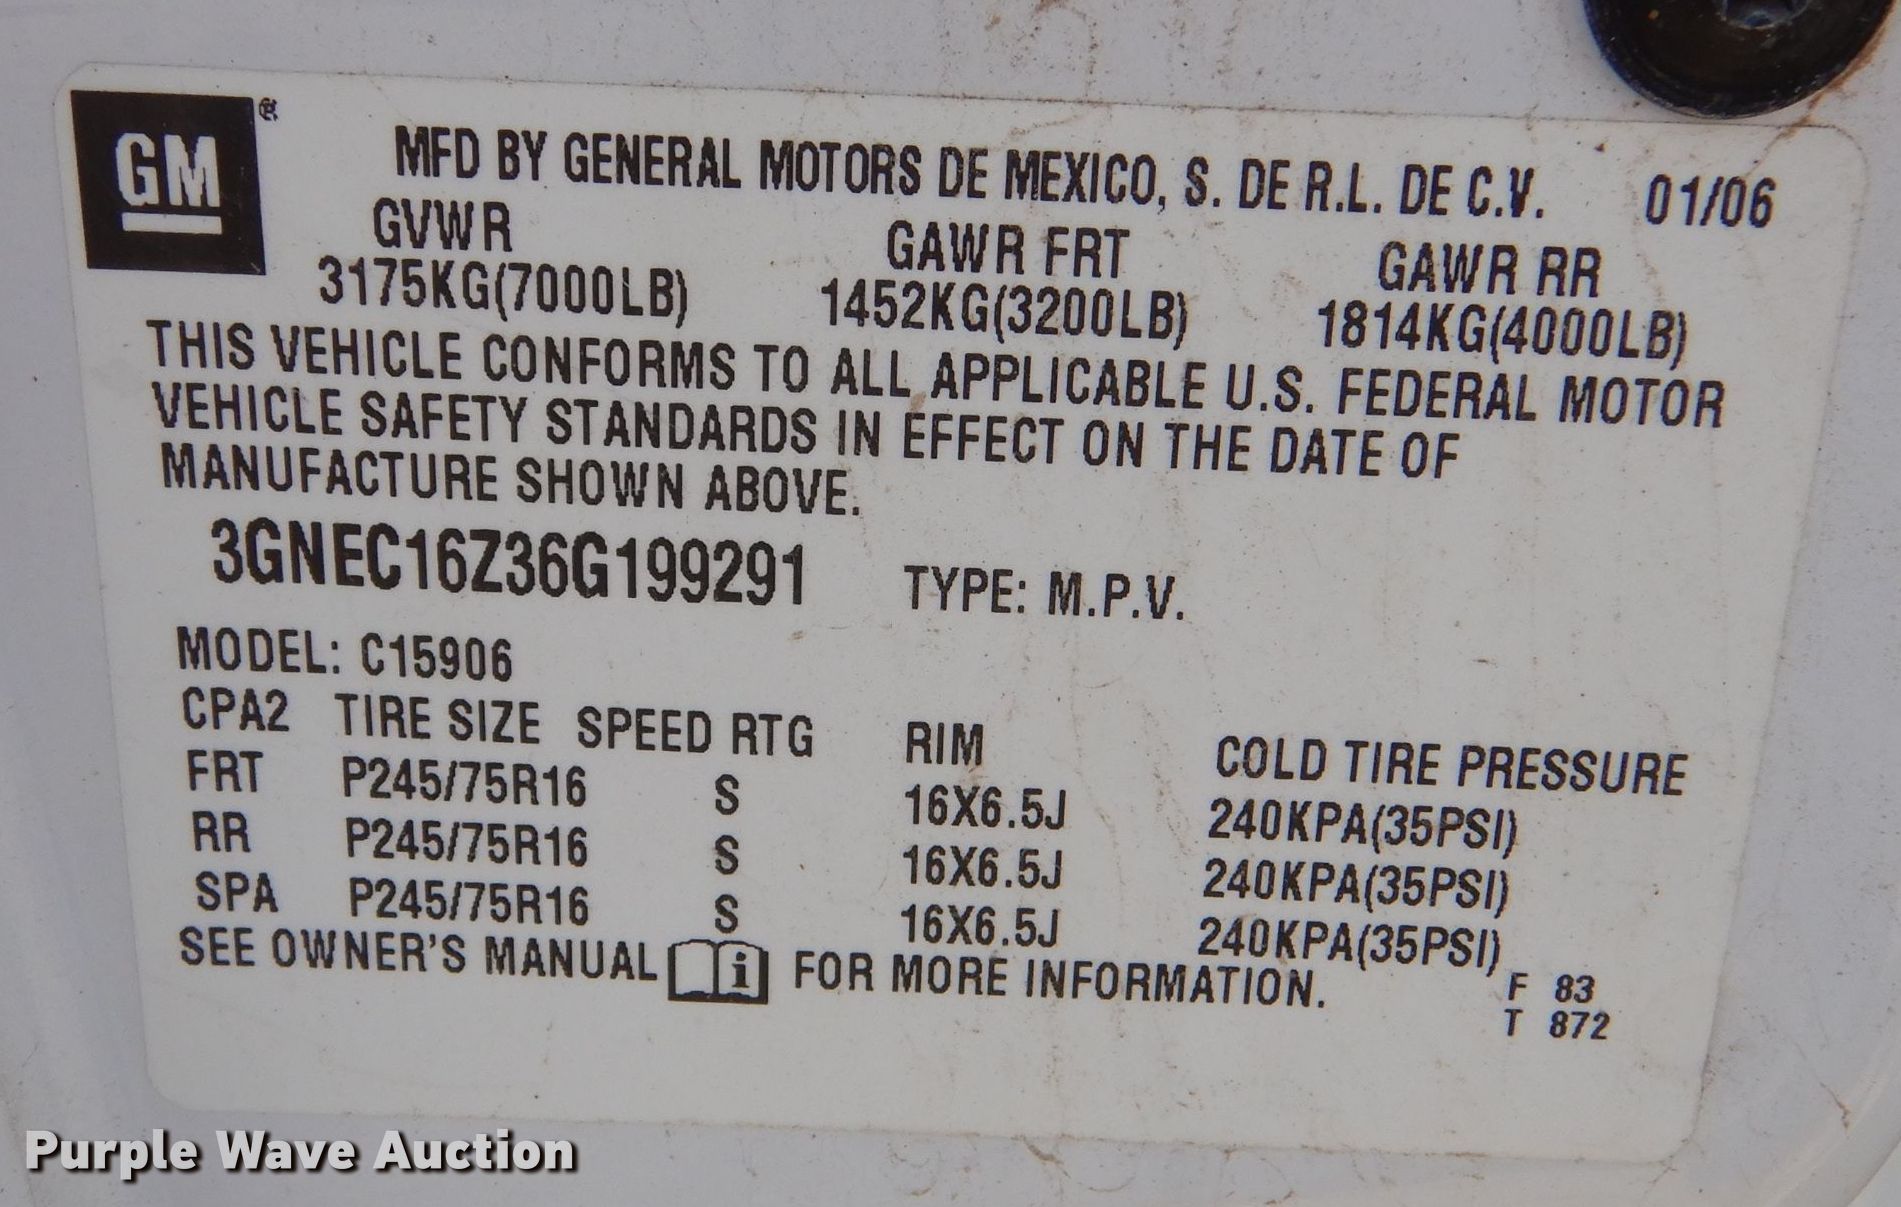 GM®
MFD BY GENERAL MOTORS DE MEXICO, S. DE R.L. DE C.V. 01/06
GVWR GAWR FRT GAWR RR
3175KG(7000LB) 1452KG(3200LB) 1814KG(4000LB)
THIS VEHICLE CONFORMS TO ALL APPLICABLE U.S. FEDERAL MOTOR
VEHICLE SAFETY STANDARDS IN EFFECT ON THE DATE OF
MANUFACTURE SHOWN ABOVE.
3GNEC16Z36G199291 TYPE: M.P.V.
MODEL: C15906
CPA2 TIRE SIZE SPEED RTG RIM COLD TIRE PRESSURE
FRT P245/75R16 S 16X6.5J 240KPA(35PSI)
RR P245/75R16 S 16X6.5J 240KPA(35PSI)
SPA P245/75R16 S 16X6.5J 240KPA(35PSI)
SEE OWNER'S MANUAL i FOR MORE INFORMATION.
F 83
T 872
Purple Wave Auction